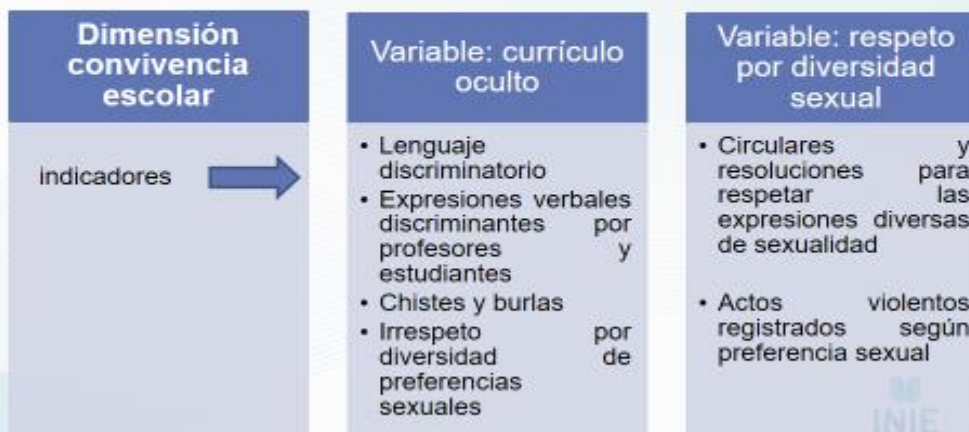 Dimensión
convivencia
escolar
indicadores
Variable: currículo
oculto
• Lenguaje
discriminatorio
• Expresiones verbales
discriminantes por
profesores y
estudiantes
• Chistes y burlas
• Irrespeto por
diversidad de
preferencias
sexuales
Variable: respeto
por diversidad
sexual
• Circulares y
resoluciones para
respetar las
expresiones diversas
de sexualidad
• Actos violentos
registrados según
preferencia sexual
INIE